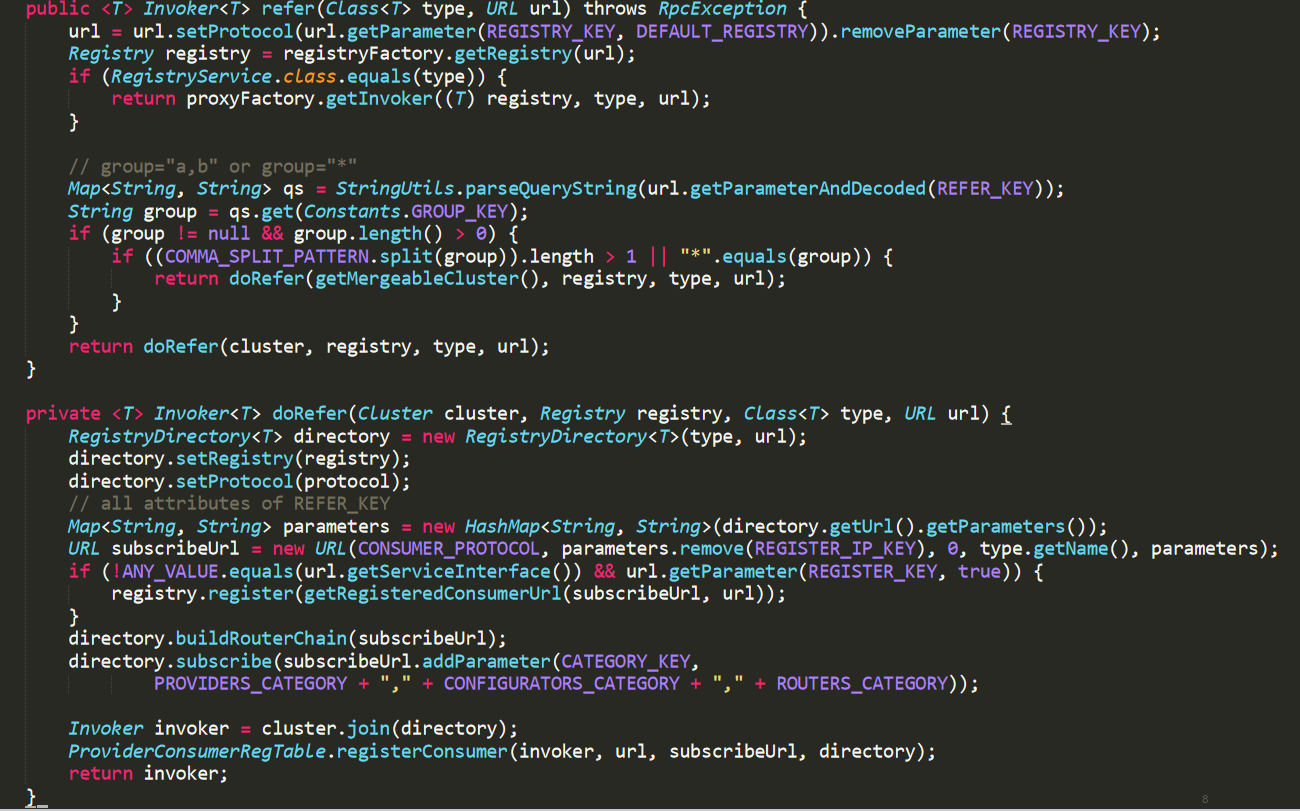 public <T> Invoker<T> refer(Class<T> type, URL url) throws RpcException {
    url = url.setProtocol(url.getParameter(REGISTRY_KEY, DEFAULT_REGISTRY)).removeParameter(REGISTRY_KEY);
    Registry registry = registryFactory.getRegistry(url);
    if (RegistryService.class.equals(type)) {
        return proxyFactory.getInvoker((T) registry, type, url);
    }

    // group="a,b" or group="*"
    Map<String, String> qs = StringUtils.parseQueryString(url.getParameterAndDecoded(REFER_KEY));
    String group = qs.get(Constants.GROUP_KEY);
    if (group != null && group.length() > 0) {
        if ((COMMA_SPLIT_PATTERN.split(group)).length > 1 || "*".equals(group)) {
            return doRefer(getMergeableCluster(), registry, type, url);
        }
    }
    return doRefer(cluster, registry, type, url);
}

private <T> Invoker<T> doRefer(Cluster cluster, Registry registry, Class<T> type, URL url) {
    RegistryDirectory<T> directory = new RegistryDirectory<T>(type, url);
    directory.setRegistry(registry);
    directory.setProtocol(protocol);
    // all attributes of REFER_KEY
    Map<String, String> parameters = new HashMap<String, String>(directory.getUrl().getParameters());
    URL subscribeUrl = new URL(CONSUMER_PROTOCOL, parameters.remove(REGISTER_IP_KEY), 0, type.getName(), parameters);
    if (!ANY_VALUE.equals(url.getServiceInterface()) && url.getParameter(REGISTER_KEY, true)) {
        registry.register(getRegisteredConsumerUrl(subscribeUrl, url));
    }
    directory.buildRouterChain(subscribeUrl);
    directory.subscribe(subscribeUrl.addParameter(CATEGORY_KEY,
            PROVIDERS_CATEGORY + "," + CONFIGURATORS_CATEGORY + "," + ROUTERS_CATEGORY));

    Invoker invoker = cluster.join(directory);
    ProviderConsumerRegTable.registerConsumer(invoker, url, subscribeUrl, directory);
    return invoker;
}
8